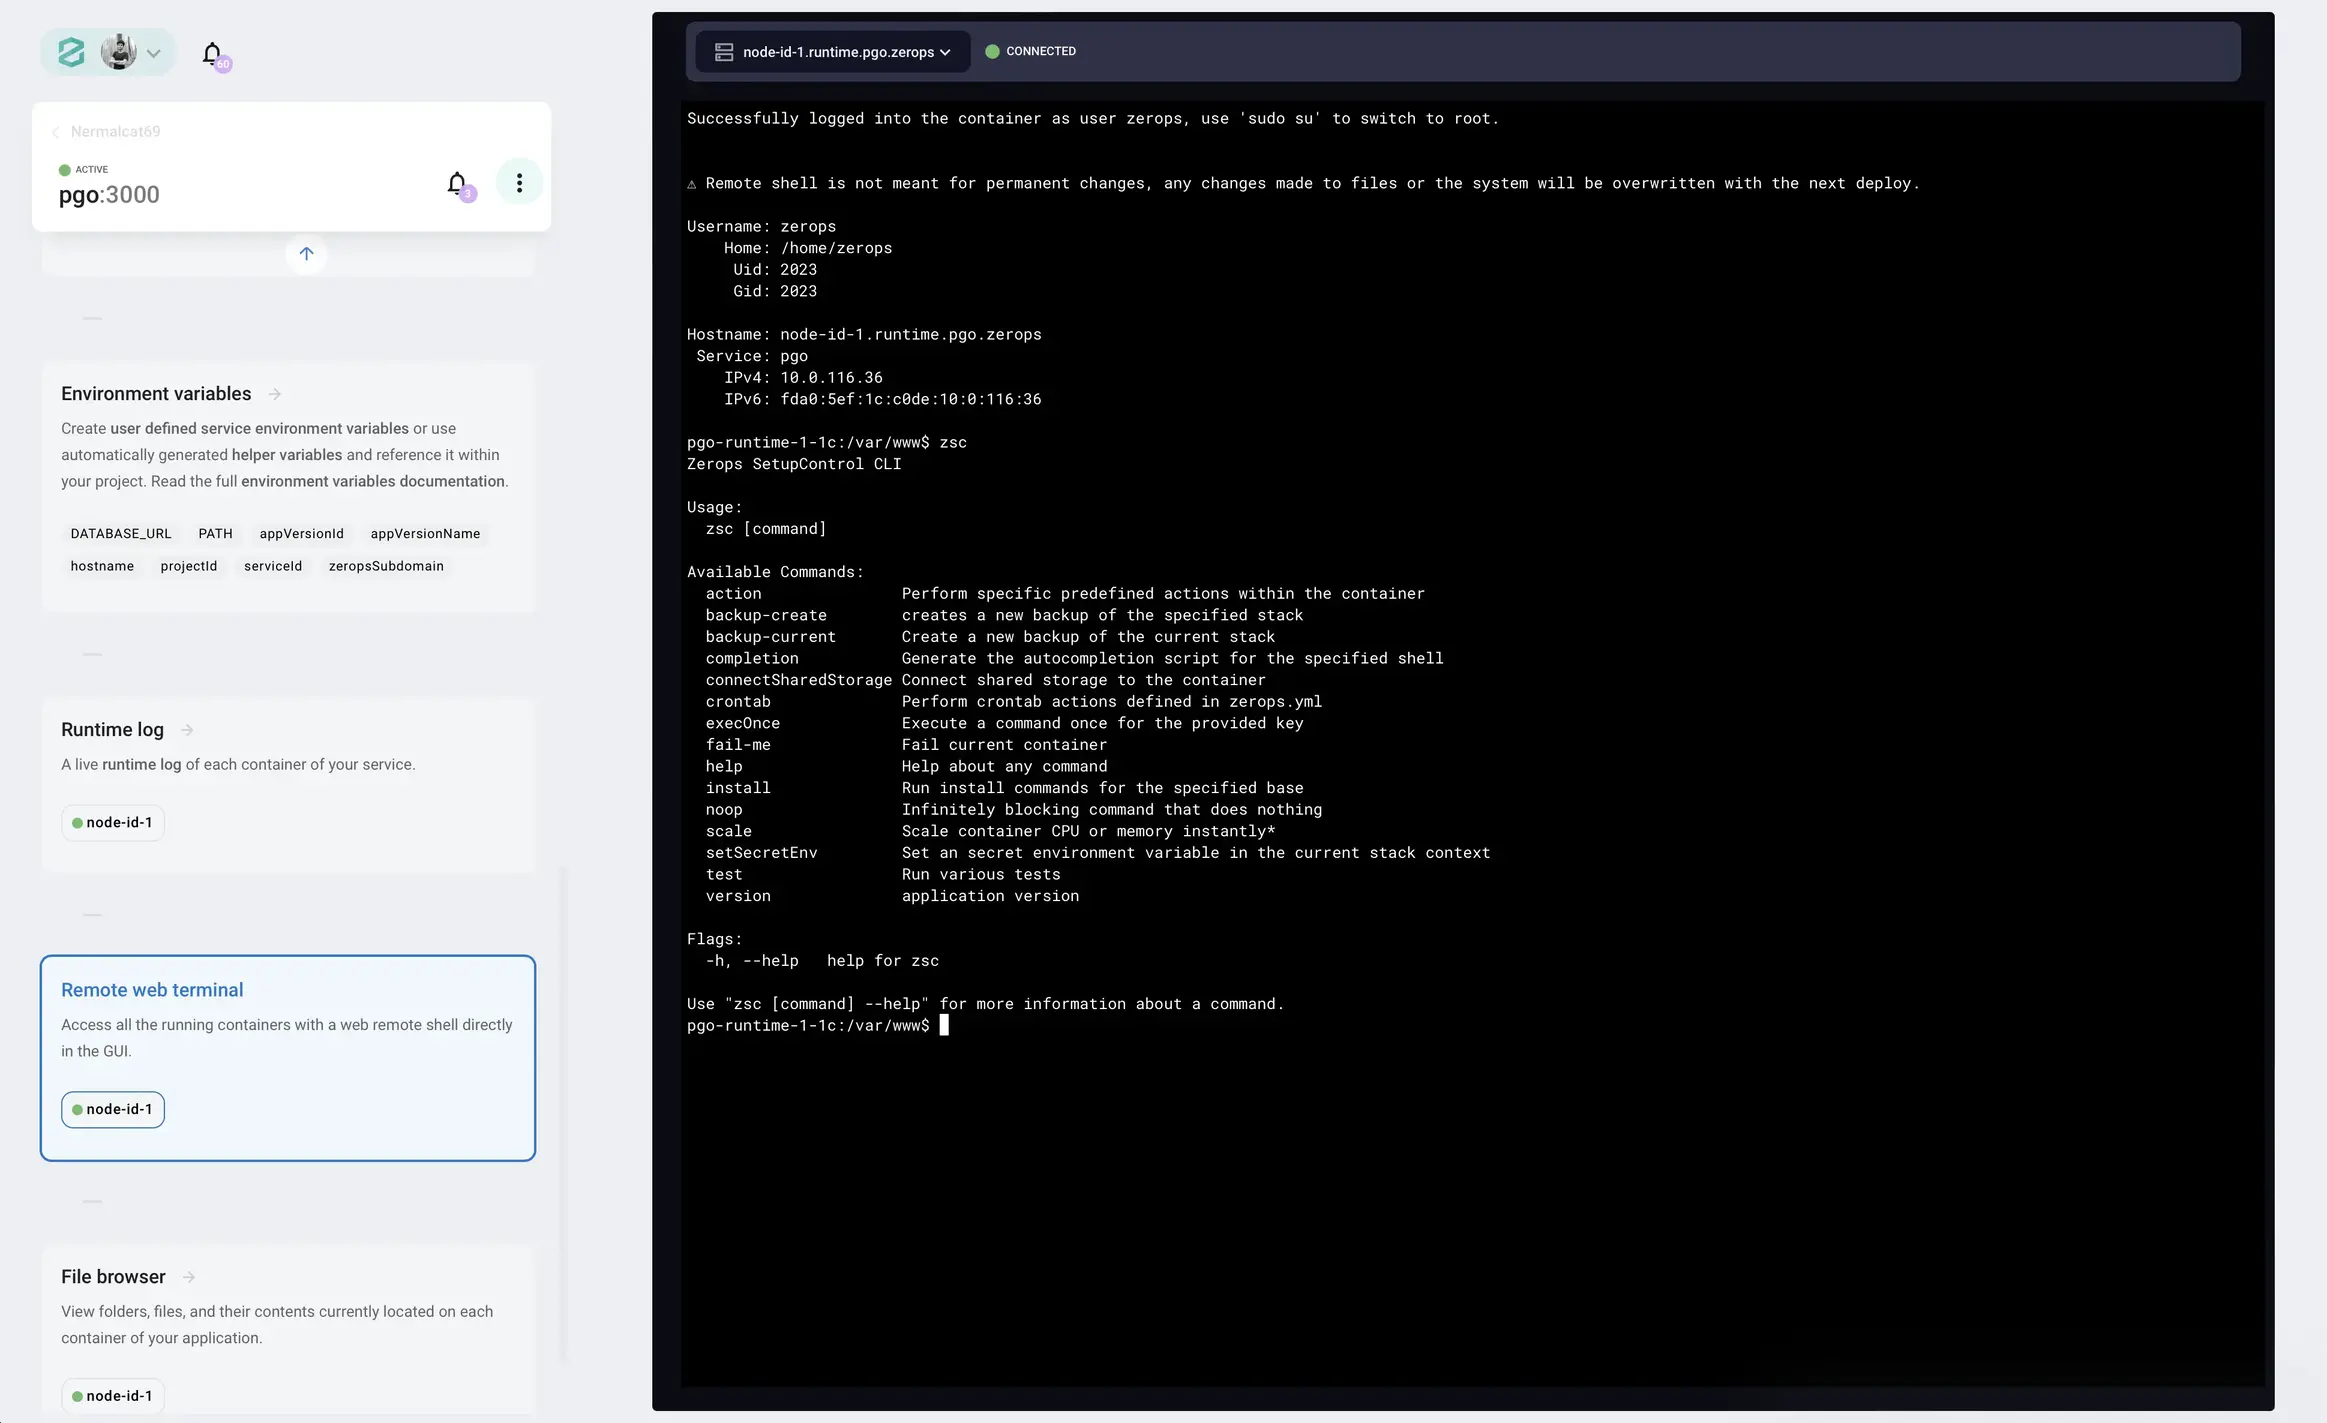 60
Nermalcat69
ACTIVE
pgo:3000
3
Environment variables
Create user defined service environment variables or use
automatically generated helper variables and reference it within
your project. Read the full environment variables documentation.
DATABASE_URL PATH appVersionId appVersionName
hostname projectId serviceId zeropsSubdomain
Runtime log
A live runtime log of each container of your service.
node-id-1
Remote web terminal
Access all the running containers with a web remote shell directly
in the GUI.
node-id-1
File browser
View folders, files, and their contents currently located on each
container of your application.
node-id-1
node-id-1.runtime.pgo.zerops CONNECTED
Successfully logged into the container as user zerops, use 'sudo su' to switch to root.
⚠ Remote shell is not meant for permanent changes, any changes made to files or the system will be overwritten with the next deploy.
Username: zerops
Home: /home/zerops
Uid: 2023
Gid: 2023
Hostname: node-id-1.runtime.pgo.zerops
Service: pgo
IPv4: 10.0.116.36
IPv6: fda0:5ef:1c:c0de:10:0:116:36
pgo-runtime-1-1c:/var/www$ zsc
Zerops SetupControl CLI
Usage:
zsc [command]
Available Commands:
action Perform specific predefined actions within the container
backup-create creates a new backup of the specified stack
backup-current Create a new backup of the current stack
completion Generate the autocompletion script for the specified shell
connectSharedStorage Connect shared storage to the container
crontab Perform crontab actions defined in zerops.yml
execOnce Execute a command once for the provided key
fail-me Fail current container
help Help about any command
install Run install commands for the specified base
noop Infinitely blocking command that does nothing
scale Scale container CPU or memory instantly*
setSecretEnv Set an secret environment variable in the current stack context
test Run various tests
version application version
Flags:
-h, --help help for zsc
Use "zsc [command] --help" for more information about a command.
pgo-runtime-1-1c:/var/www$